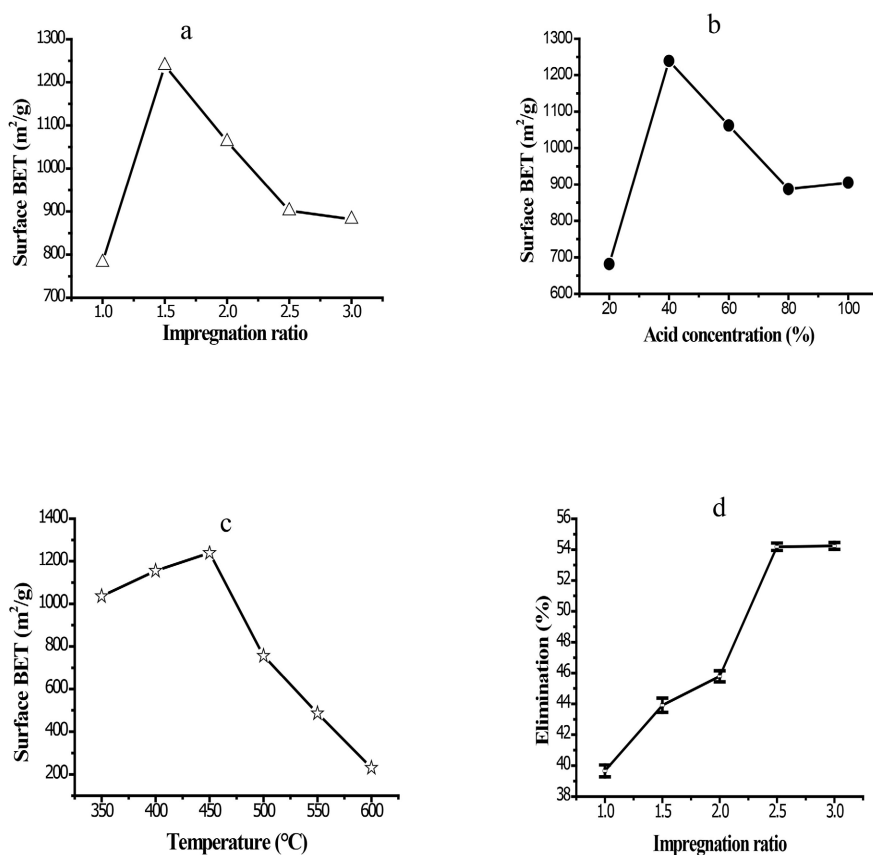 a
Surface BET (m²/g)
1300
1200
1100
1000
900
800
700
1.0 1.5 2.0 2.5 3.0
Impregnation ratio
b
Surface BET (m²/g)
1300
1200
1100
1000
900
800
700
600
20 40 60 80 100
Acid concentration (%)
c
Surface BET (m²/g)
1400
1200
1000
800
600
400
200
350 400 450 500 550 600
Temperature (°C)
d
Elimination (%)
56
54
52
50
48
46
44
42
40
38
1.0 1.5 2.0 2.5 3.0
Impregnation ratio